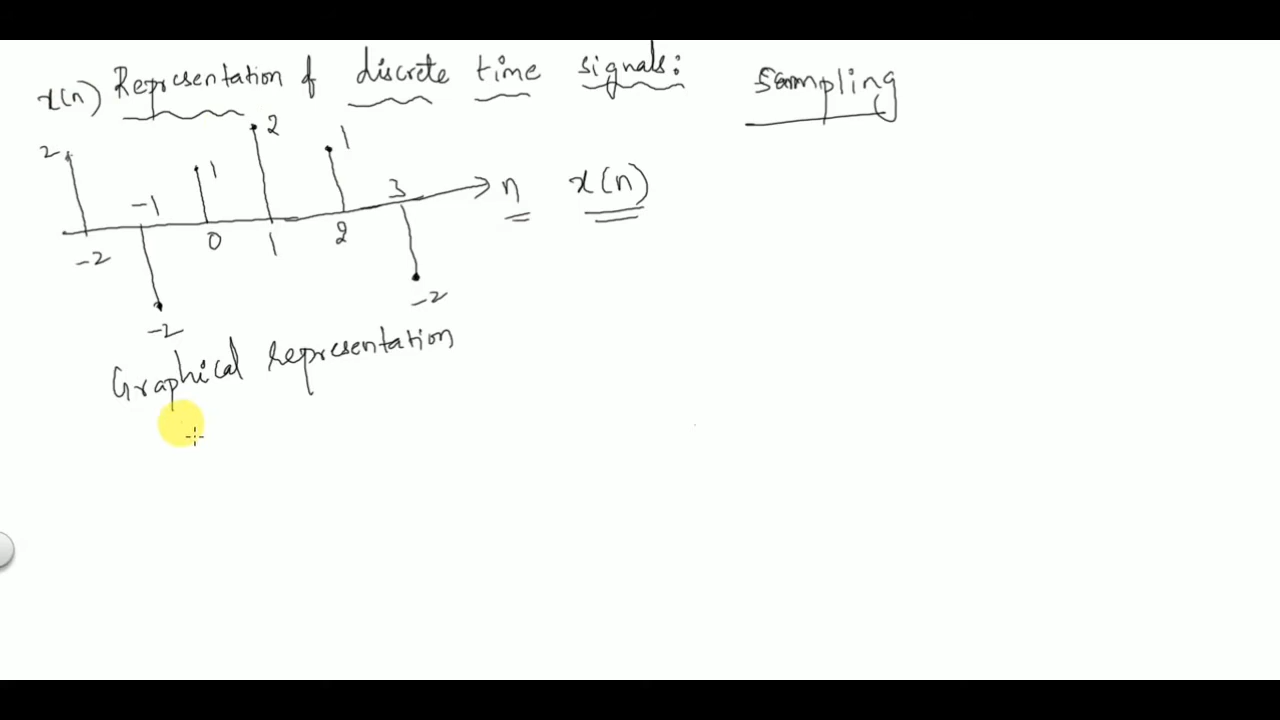 x(n) Representation of discrete time signals: Sampling
2 -1 1 2 1 3 n x(n)
-2 0 1 2
-2 -2
Graphical representation